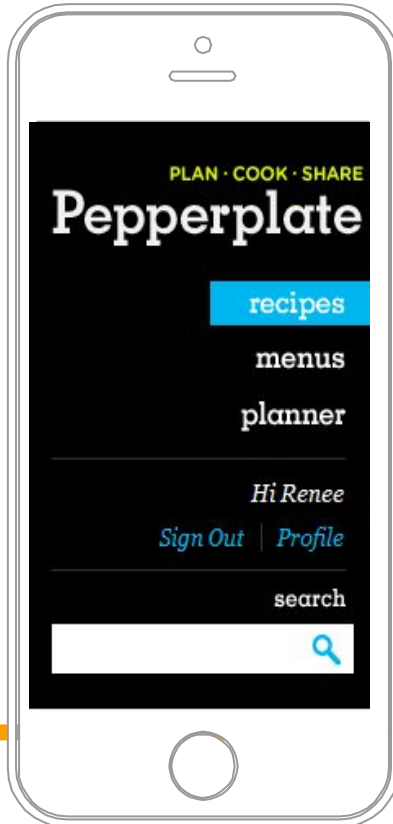 PLAN · COOK · SHARE
Pepperplate
recipes
menus
planner
Hi Renee
Sign Out | Profile
search